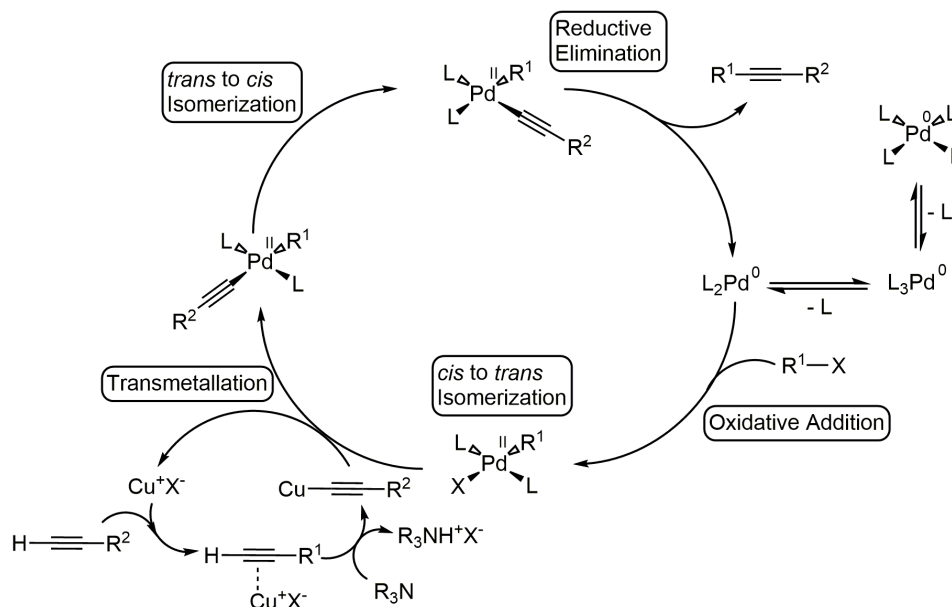 Reductive
Elimination
trans to cis
Isomerization
L
II
R¹
Pd
L
R²
R¹
R²
L
L
Pd
0
L
L
- L
L
II
R¹
Pd
L
R²
L₂Pd⁰
- L
L₃Pd⁰
R¹—X
Transmetallation
cis to trans
Isomerization
Oxidative Addition
L
II
R¹
Pd
X
L
Cu⁺X⁻
Cu
R²
H
R²
H
R¹
R₃NH⁺X⁻
Cu⁺X⁻
R₃N